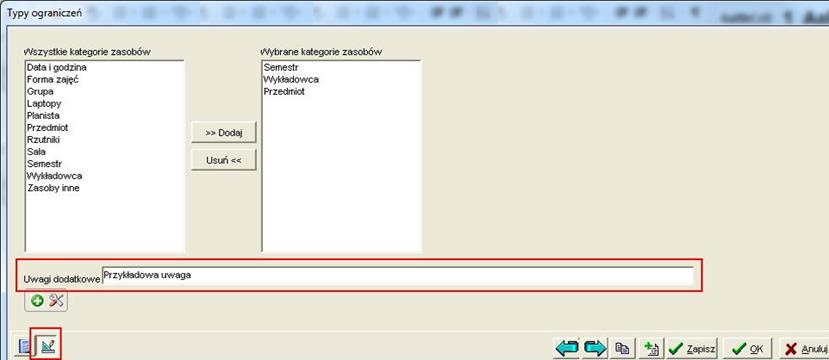 Typy ograniczeń
Wszystkie kategorie zasobów
Wybrane kategorie zasobów
Data i godzina
Forma zajęć
Grupa
Laptopy
Planista
Przedmiot
Rzutniki
Sala
Semestr
Wykładowca
Zasoby inne
>> Dodaj
Usuń <<
Semestr
Wykładowca
Przedmiot
Uwagi dodatkowe Przykładowa uwaga
Zapisz
OK
Anuluj